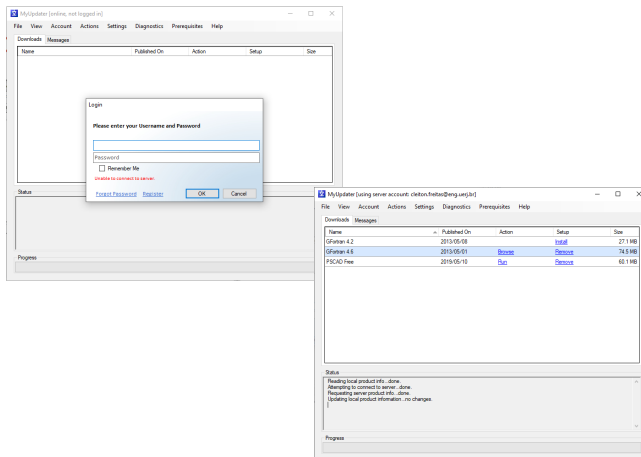 MyUpdater [online, not logged in]
File View Account Actions Settings Diagnostics Prerequisites Help
Downloads Messages
Name Published On Action Setup Size
Login
Please enter your Username and Password
Password
Remember Me
Unable to connect to server.
Forgot Password Register OK Cancel
Status
Progress
MyUpdater [using server account: cleiton.freitas@eng.uerj.br]
File View Account Actions Settings Diagnostics Prerequisites Help
Downloads Messages
Name Published On Action Setup Size
GFortran 4.2 2013/05/08 Install 27.1 MB
GFortran 4.6 2013/05/01 Browse Remove 74.5 MB
PSCAD Free 2019/05/10 Run Remove 60.1 MB
Status
Reading local product info...done.
Attempting to connect to server...done.
Requesting server product info...done.
Updating local product information...no changes.
Progress